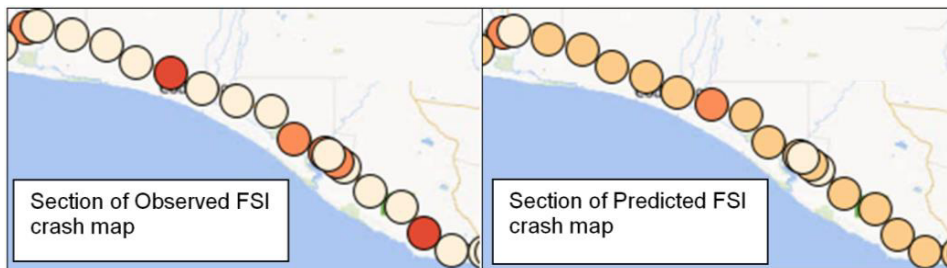 Section of Observed FSI
crash map
Section of Predicted FSI
crash map